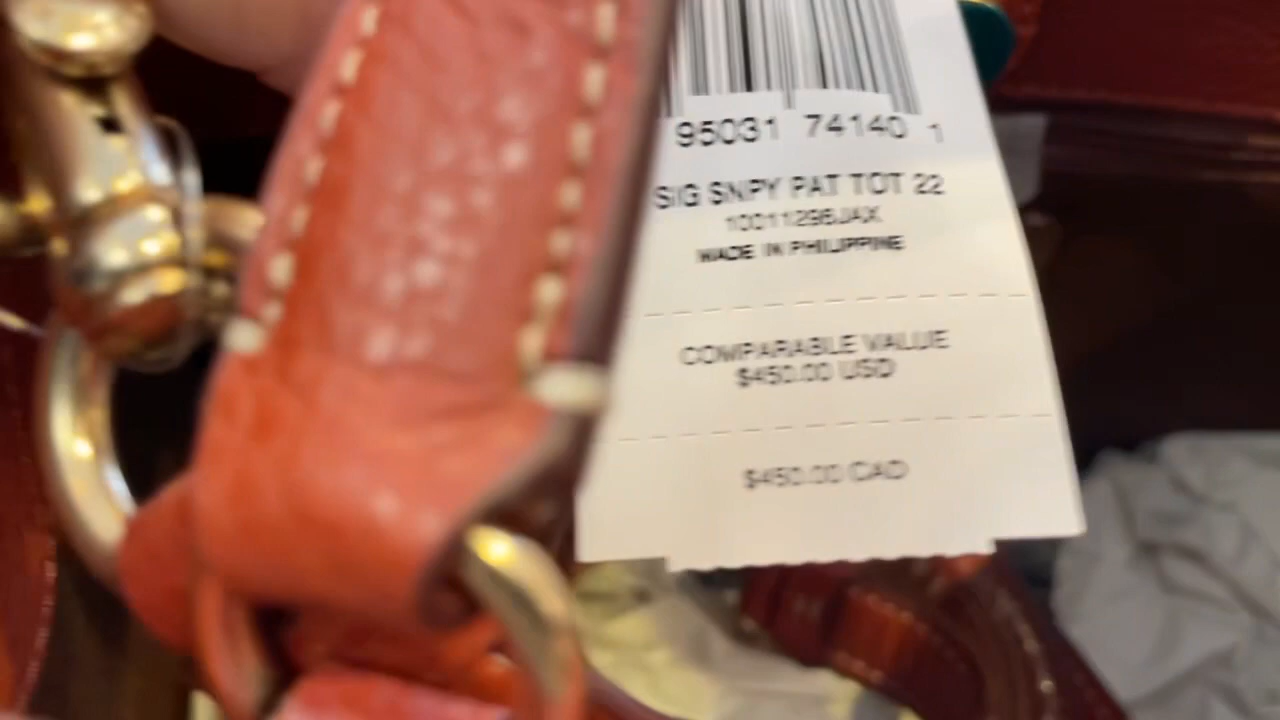 95031 74140 1
SIG SNPY PAT TOT 22
10011296JAX
MADE IN PHILIPPINE
COMPARABLE VALUE
$450.00 USD
$450.00 CAD